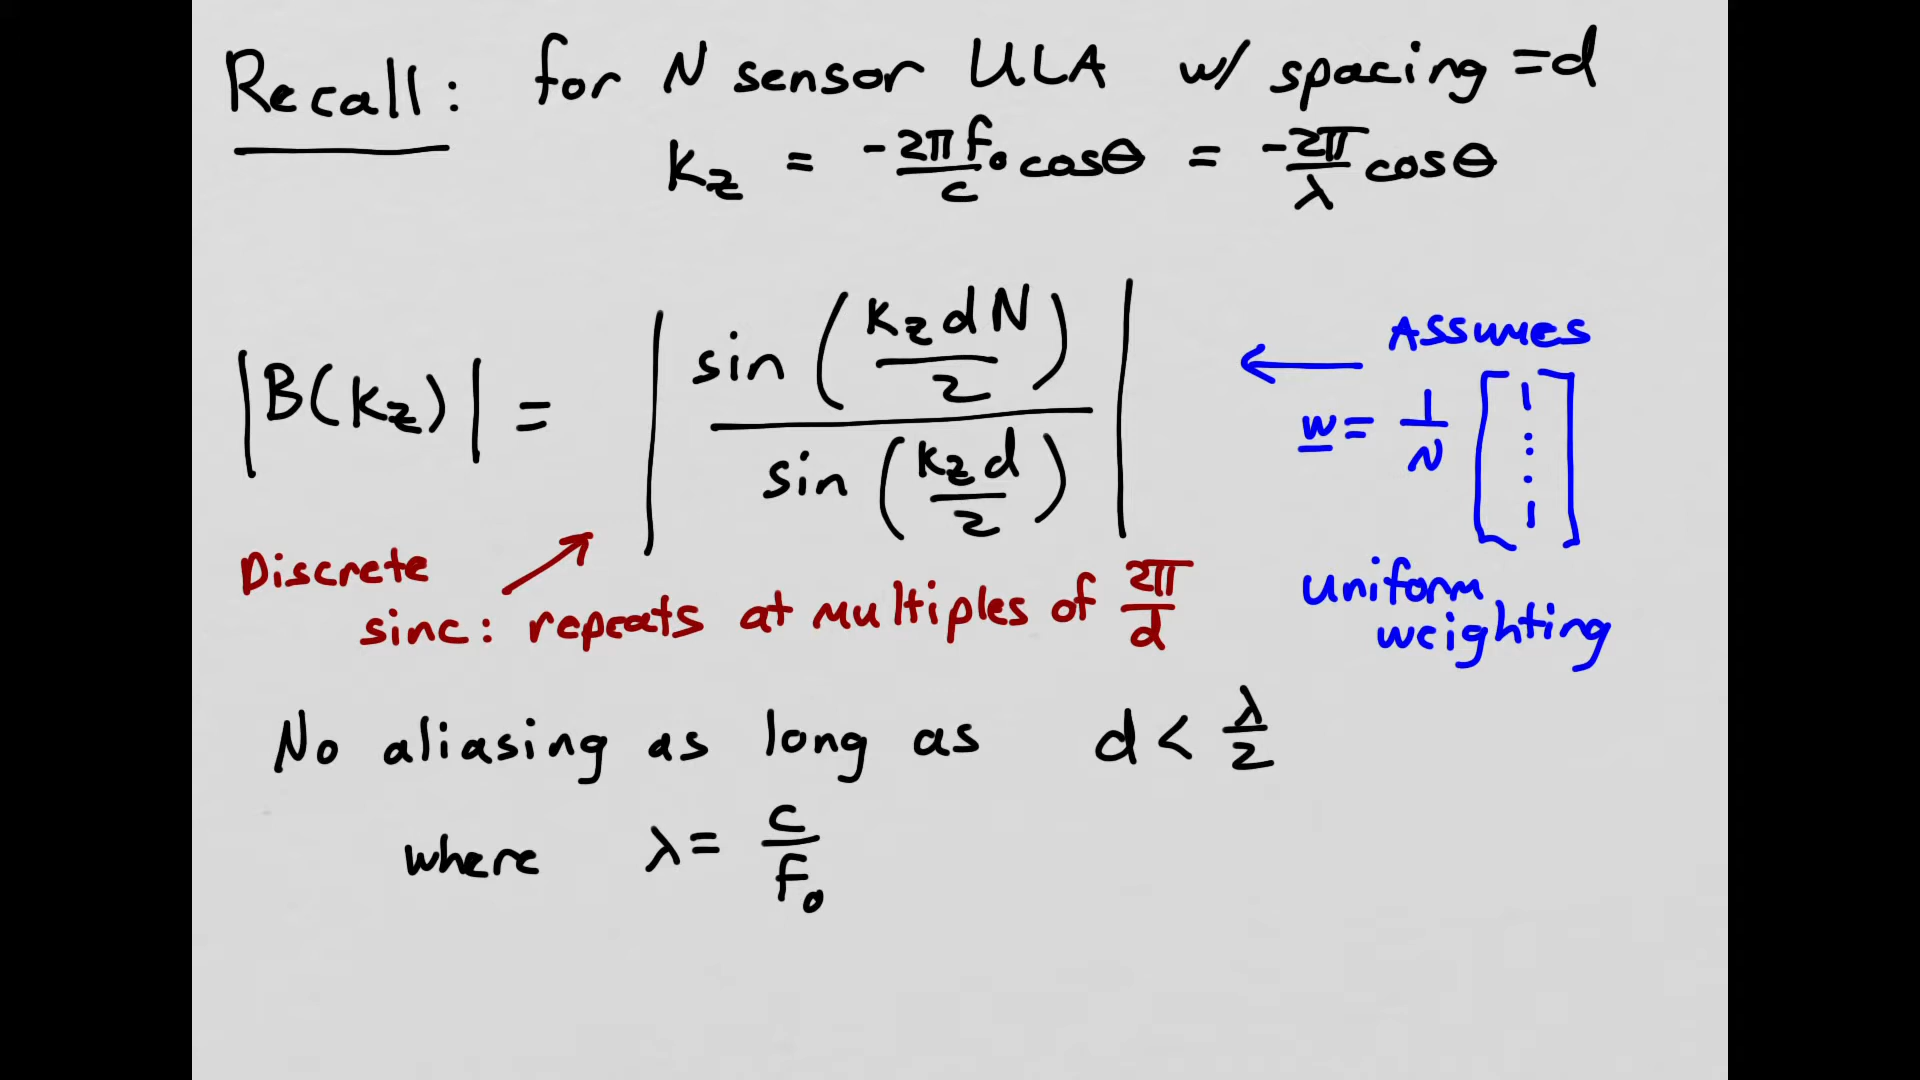 Recall: for N sensor ULA w/ spacing = d
kz = -2πf₀/c cosθ = -2π/λ cosθ
|B(kz)| = | sin(kz d N / 2) / sin(kz d / 2) |
← Assumes
w = 1/N [1 ⋮ 1]
uniform
weighting
Discrete
sinc: repeats at multiples of 2π/d
No aliasing as long as d < λ/2
where λ = c/f₀